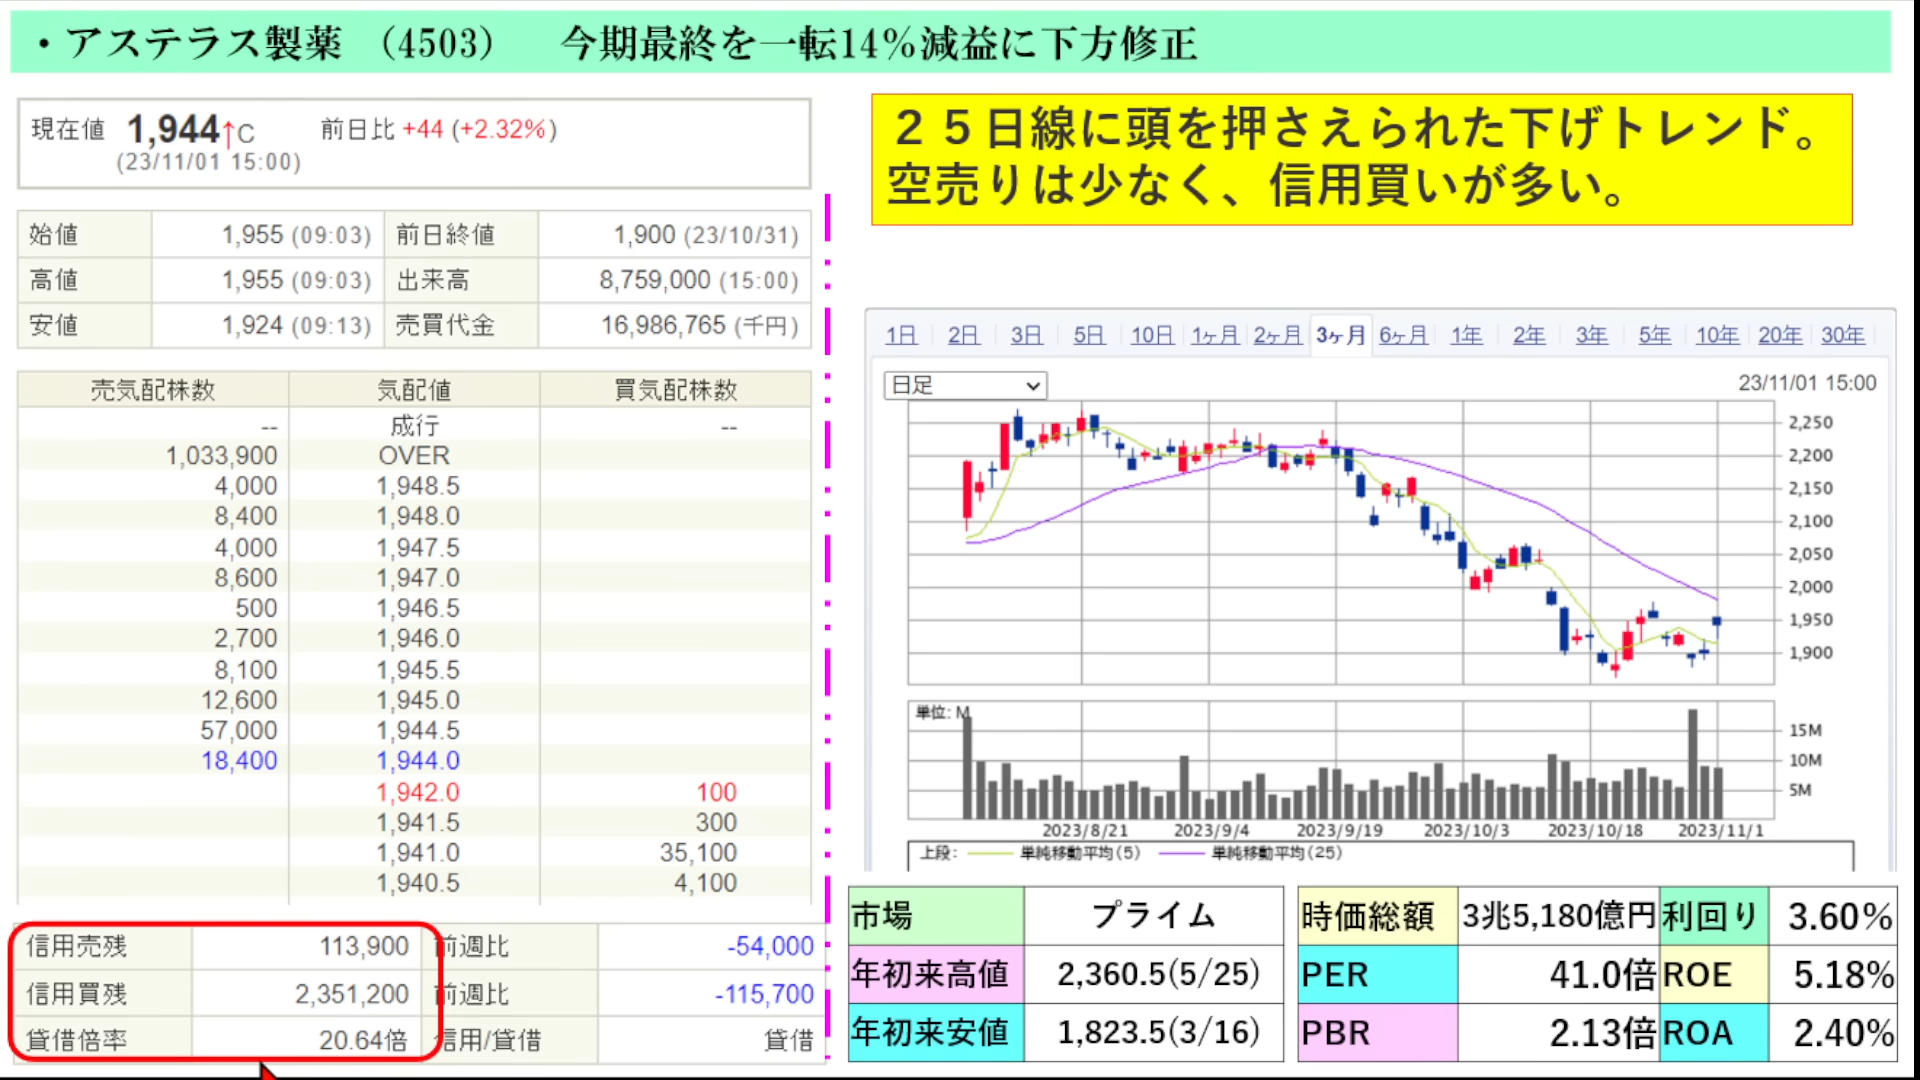 ・アステラス製薬 （4503） 今期最終を一転14％減益に下方修正
現在値 1,944↑C 前日比 +44 (+2.32%)
(23/11/01 15:00)
始値 1,955 (09:03) 前日終値 1,900 (23/10/31)
高値 1,955 (09:03) 出来高 8,759,000 (15:00)
安値 1,924 (09:13) 売買代金 16,986,765 (千円)
売気配株数 気配値 買気配株数
-- 成行 --
1,033,900 OVER
4,000 1,948.5
8,400 1,948.0
4,000 1,947.5
8,600 1,947.0
500 1,946.5
2,700 1,946.0
8,100 1,945.5
12,600 1,945.0
57,000 1,944.5
18,400 1,944.0
1,942.0 100
1,941.5 300
1,941.0 35,100
1,940.5 4,100
信用売残 113,900 前週比 -54,000
信用買残 2,351,200 前週比 -115,700
貸借倍率 20.64倍 信用/貸借 貸借
２５日線に頭を押さえられた下げトレンド。
空売りは少なく、信用買いが多い。
1日 2日 3日 5日 10日 1ヶ月 2ヶ月 3ヶ月 6ヶ月 1年 2年 3年 5年 10年 20年 30年
日足 23/11/01 15:00
2,250
2,200
2,150
2,100
2,050
2,000
1,950
1,900
単位: M
15M
10M
5M
2023/8/21 2023/9/4 2023/9/19 2023/10/3 2023/10/18 2023/11/1
上段: 単純移動平均(5) 単純移動平均(25)
市場 プライム 時価総額 3兆5,180億円 利回り 3.60%
年初来高値 2,360.5(5/25) PER 41.0倍 ROE 5.18%
年初来安値 1,823.5(3/16) PBR 2.13倍 ROA 2.40%